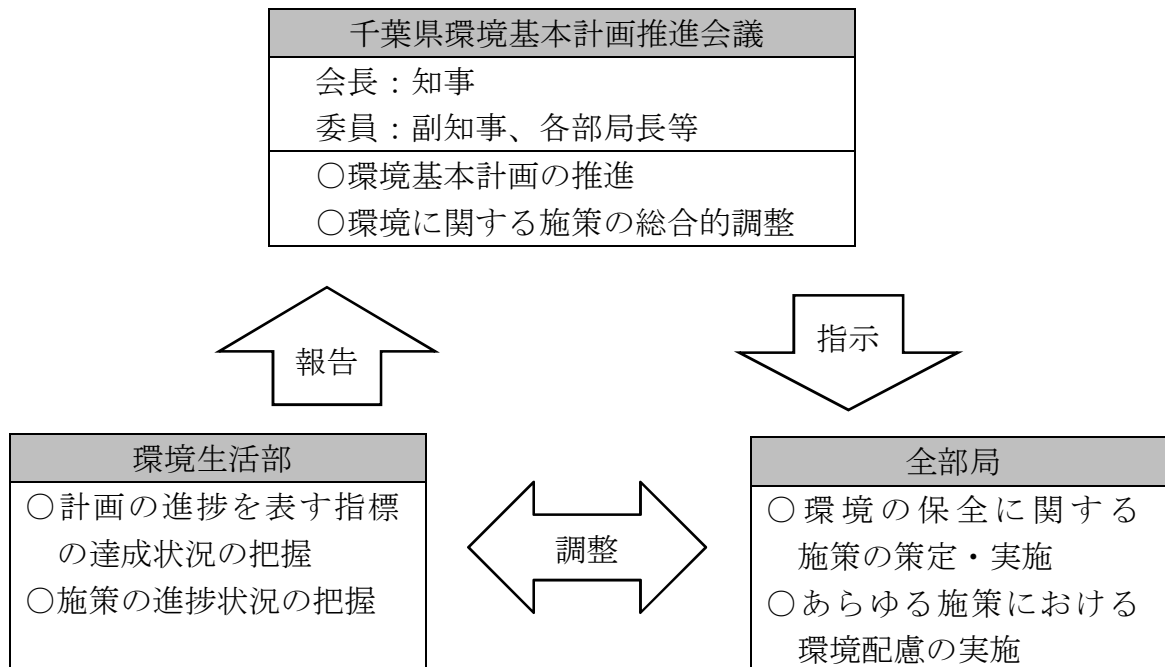 千葉県環境基本計画推進会議
会長：知事
委員：副知事、各部局長等
○環境基本計画の推進
○環境に関する施策の総合的調整
報告
指示
環境生活部
○計画の進捗を表す指標
の達成状況の把握
○施策の進捗状況の把握
調整
全部局
○環境の保全に関する
施策の策定・実施
○あらゆる施策における
環境配慮の実施